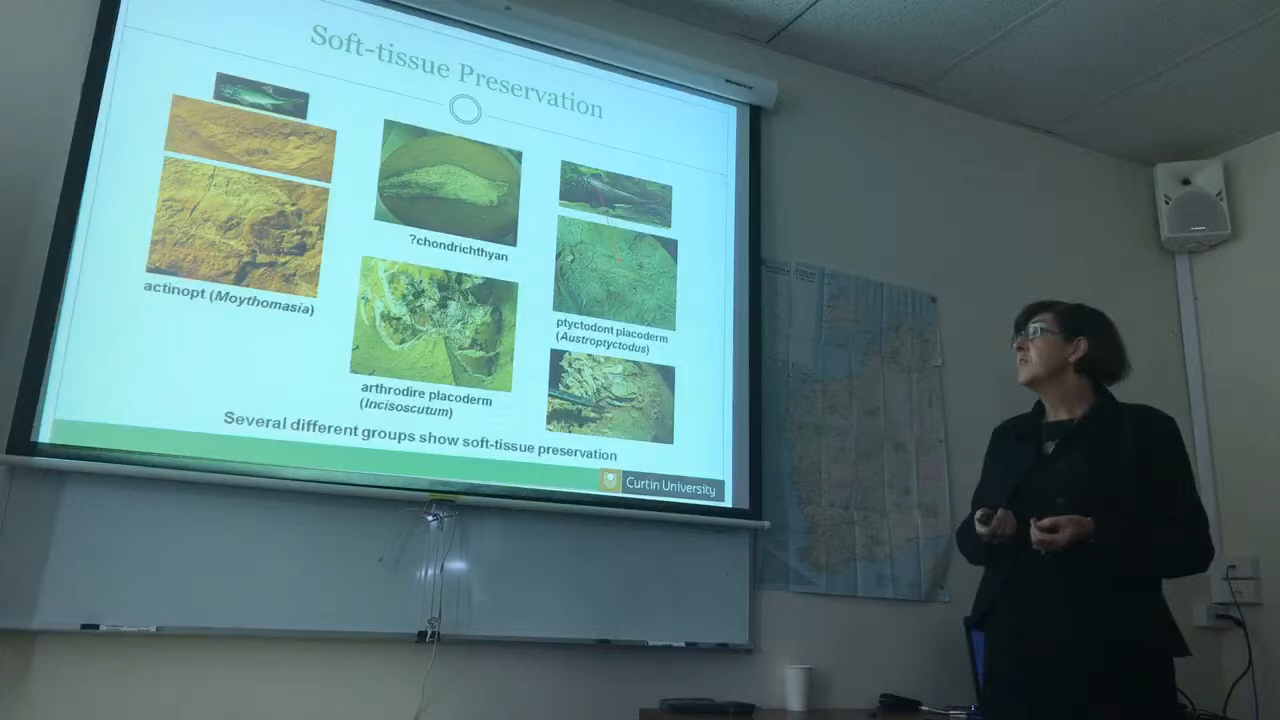 Soft-tissue Preservation
actinopt (Moythomasia)
?chondrichthyan
arthrodire placoderm
(Incisoscutum)
ptyctodont placoderm
(Austroptyctodus)
Several different groups show soft-tissue preservation
Curtin University